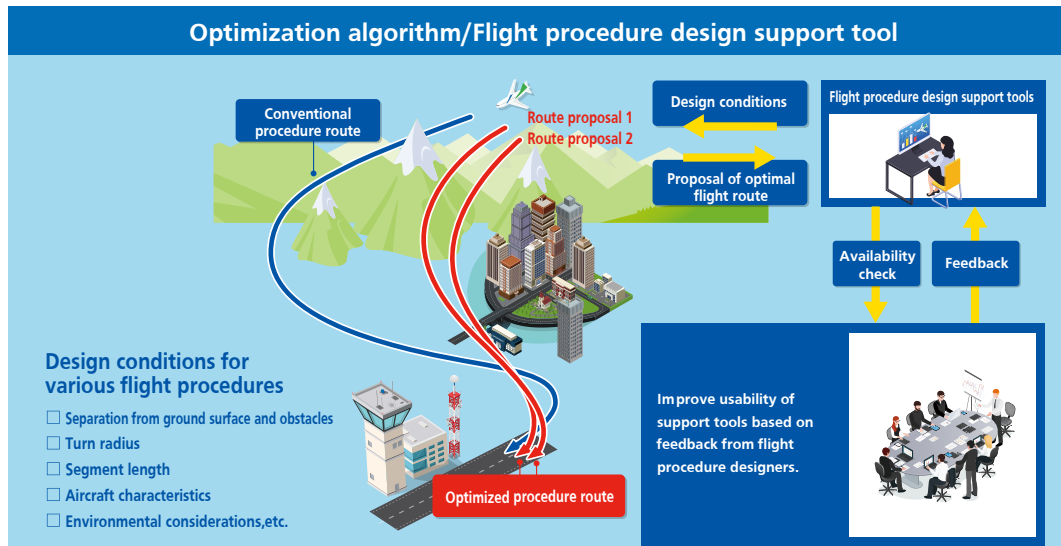 Optimization algorithm/Flight procedure design support tool
Conventional
procedure route
Route proposal 1
Route proposal 2
Design conditions
Proposal of optimal
flight route
Flight procedure design support tools
Availability
check
Feedback
Design conditions for
various flight procedures
☐ Separation from ground surface and obstacles
☐ Turn radius
☐ Segment length
☐ Aircraft characteristics
☐ Environmental considerations,etc.
Optimized procedure route
Improve usability of
support tools based on
feedback from flight
procedure designers.